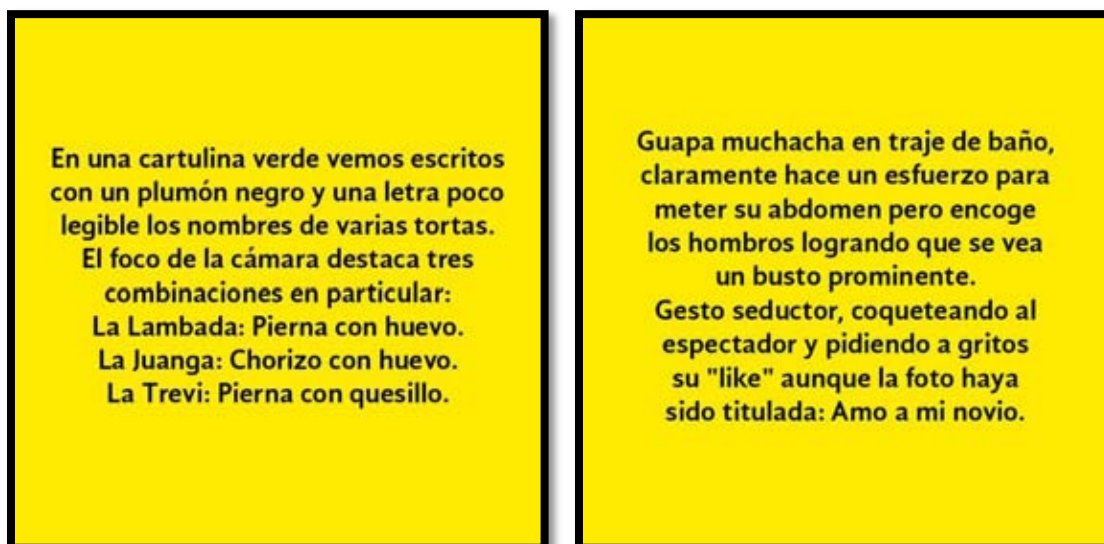 En una cartulina verde vemos escritos
con un plumón negro y una letra poco
legible los nombres de varias tortas.
El foco de la cámara destaca tres
combinaciones en particular:
La Lambada: Pierna con huevo.
La Juanga: Chorizo con huevo.
La Trevi: Pierna con quesillo.
Guapa muchacha en traje de baño,
claramente hace un esfuerzo para
meter su abdomen pero encoge
los hombros logrando que se vea
un busto prominente.
Gesto seductor, coqueteando al
espectador y pidiendo a gritos
su "like" aunque la foto haya
sido titulada: Amo a mi novio.